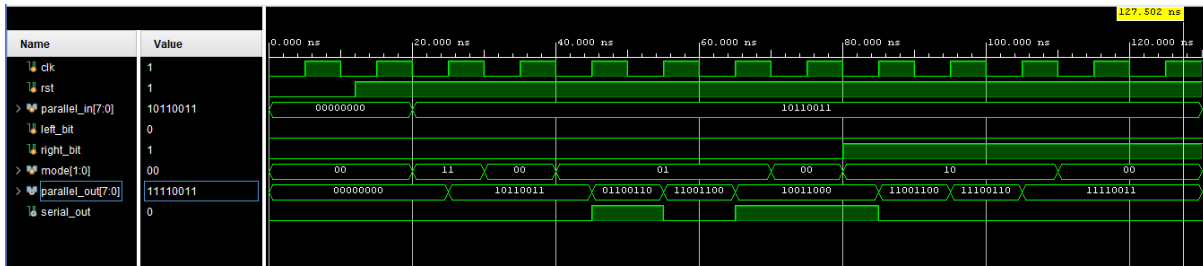 127.502 ns
Name Value
0.000 ns 20.000 ns 40.000 ns 60.000 ns 80.000 ns 100.000 ns 120.000 ns
clk 1
rst 1
parallel_in[7:0] 10110011 00000000 10110011
left_bit 0
right_bit 1
mode[1:0] 00 00 11 00 01 00 10 00
parallel_out[7:0] 11110011 00000000 10110011 01100110 11001100 10011000 11001100 11100110 11110011
serial_out 0